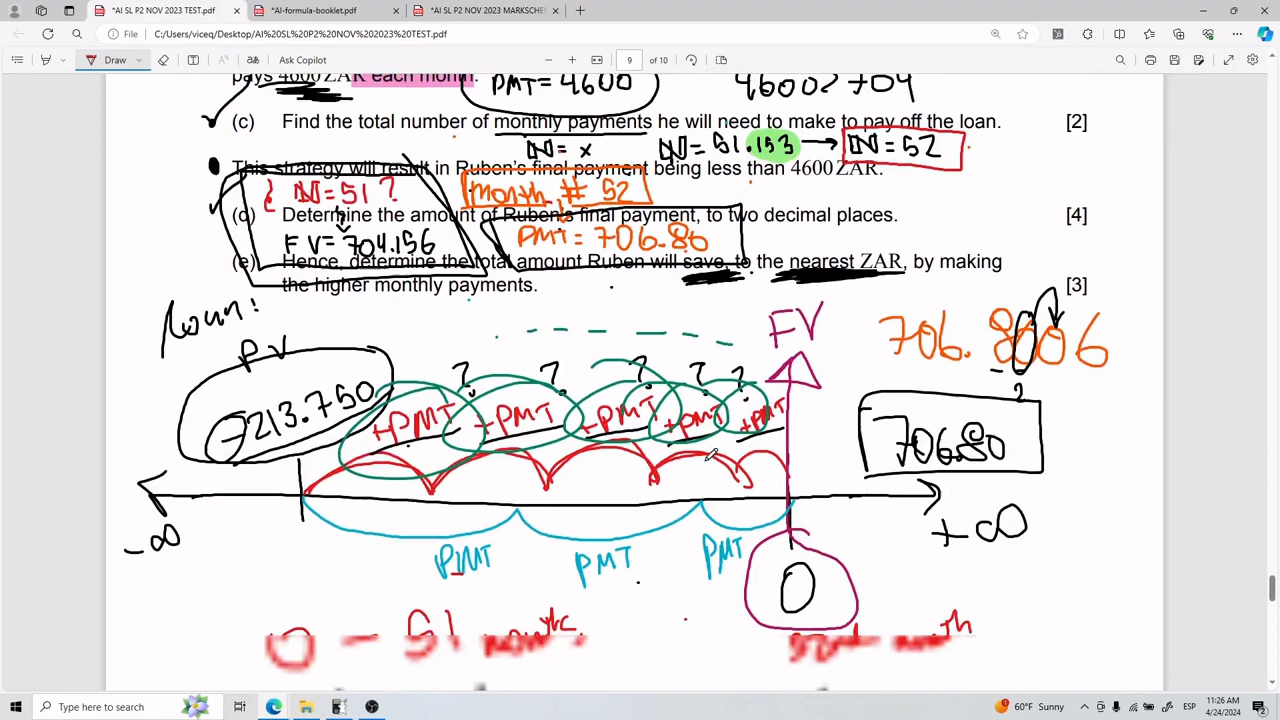 *AI SL P2 NOV 2023 TEST.pdf
*AI-formula-booklet.pdf
*AI SL P2 NOV 2023 MARKSCHE
File
C:/Users/viceq/Desktop/AI%20SL%20P2%20NOV%202023%20TEST.pdf
Draw
Ask Copilot
9 of 10
pays 4600 ZAR each month.
PMT = 4600
(c) Find the total number of monthly payments he will need to make to pay off the loan. [2]
N = x
N = 51.153 → N = 52
This strategy will result in Ruben's final payment being less than 4600 ZAR.
N = 51 ?
month # 52
(d) Determine the amount of Ruben's final payment, to two decimal places. [4]
FV = 704.156
PMT = 706.80
(e) Hence, determine the total amount Ruben will save, to the nearest ZAR, by making
the higher monthly payments. [3]
loan:
FV
706.8006
PV
-213.750
? ? ? ? ?
+PMT +PMT +PMT +PMT +PMT
706.80
-∞
+∞
PMT PMT PMT
0
0 - 51 months
52nd month
Type here to search
60°F Sunny
ESP
11:26 AM
4/24/2024